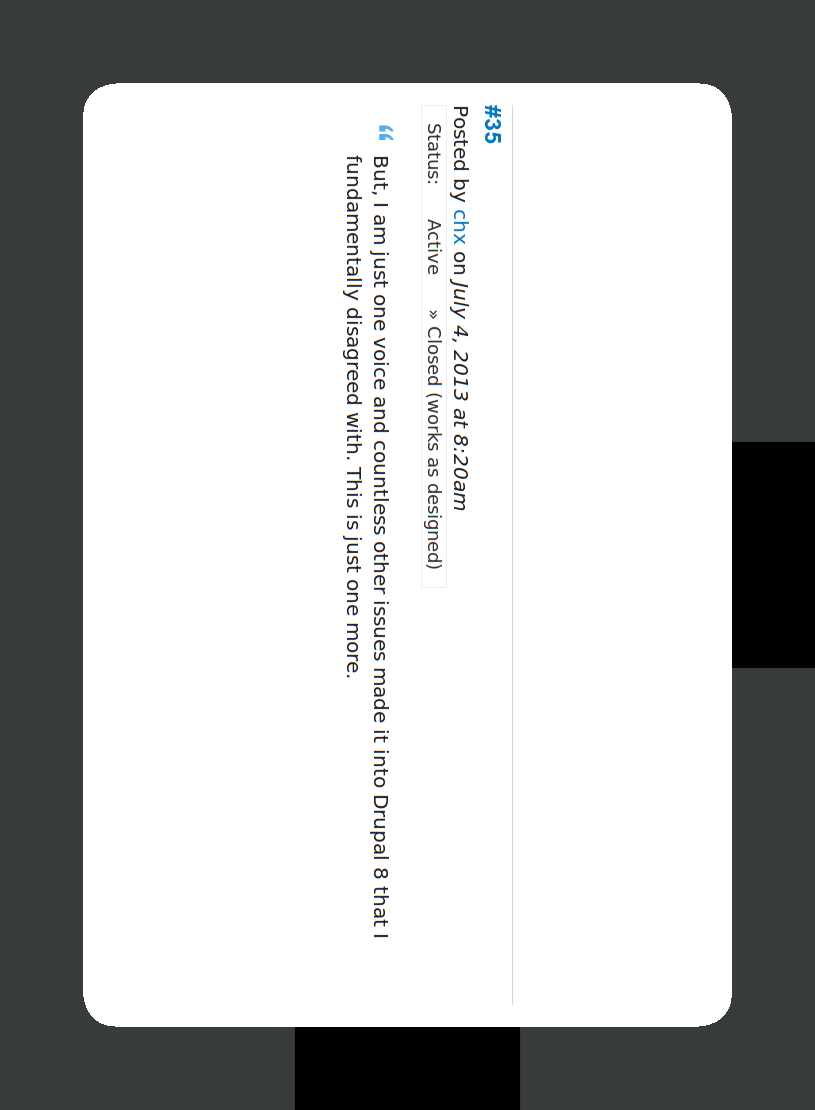 #35
Posted by chx on July 4, 2013 at 8:20am
Status: Active » Closed (works as designed)
“ But, I am just one voice and countless other issues made it into Drupal 8 that I
fundamentally disagreed with. This is just one more.